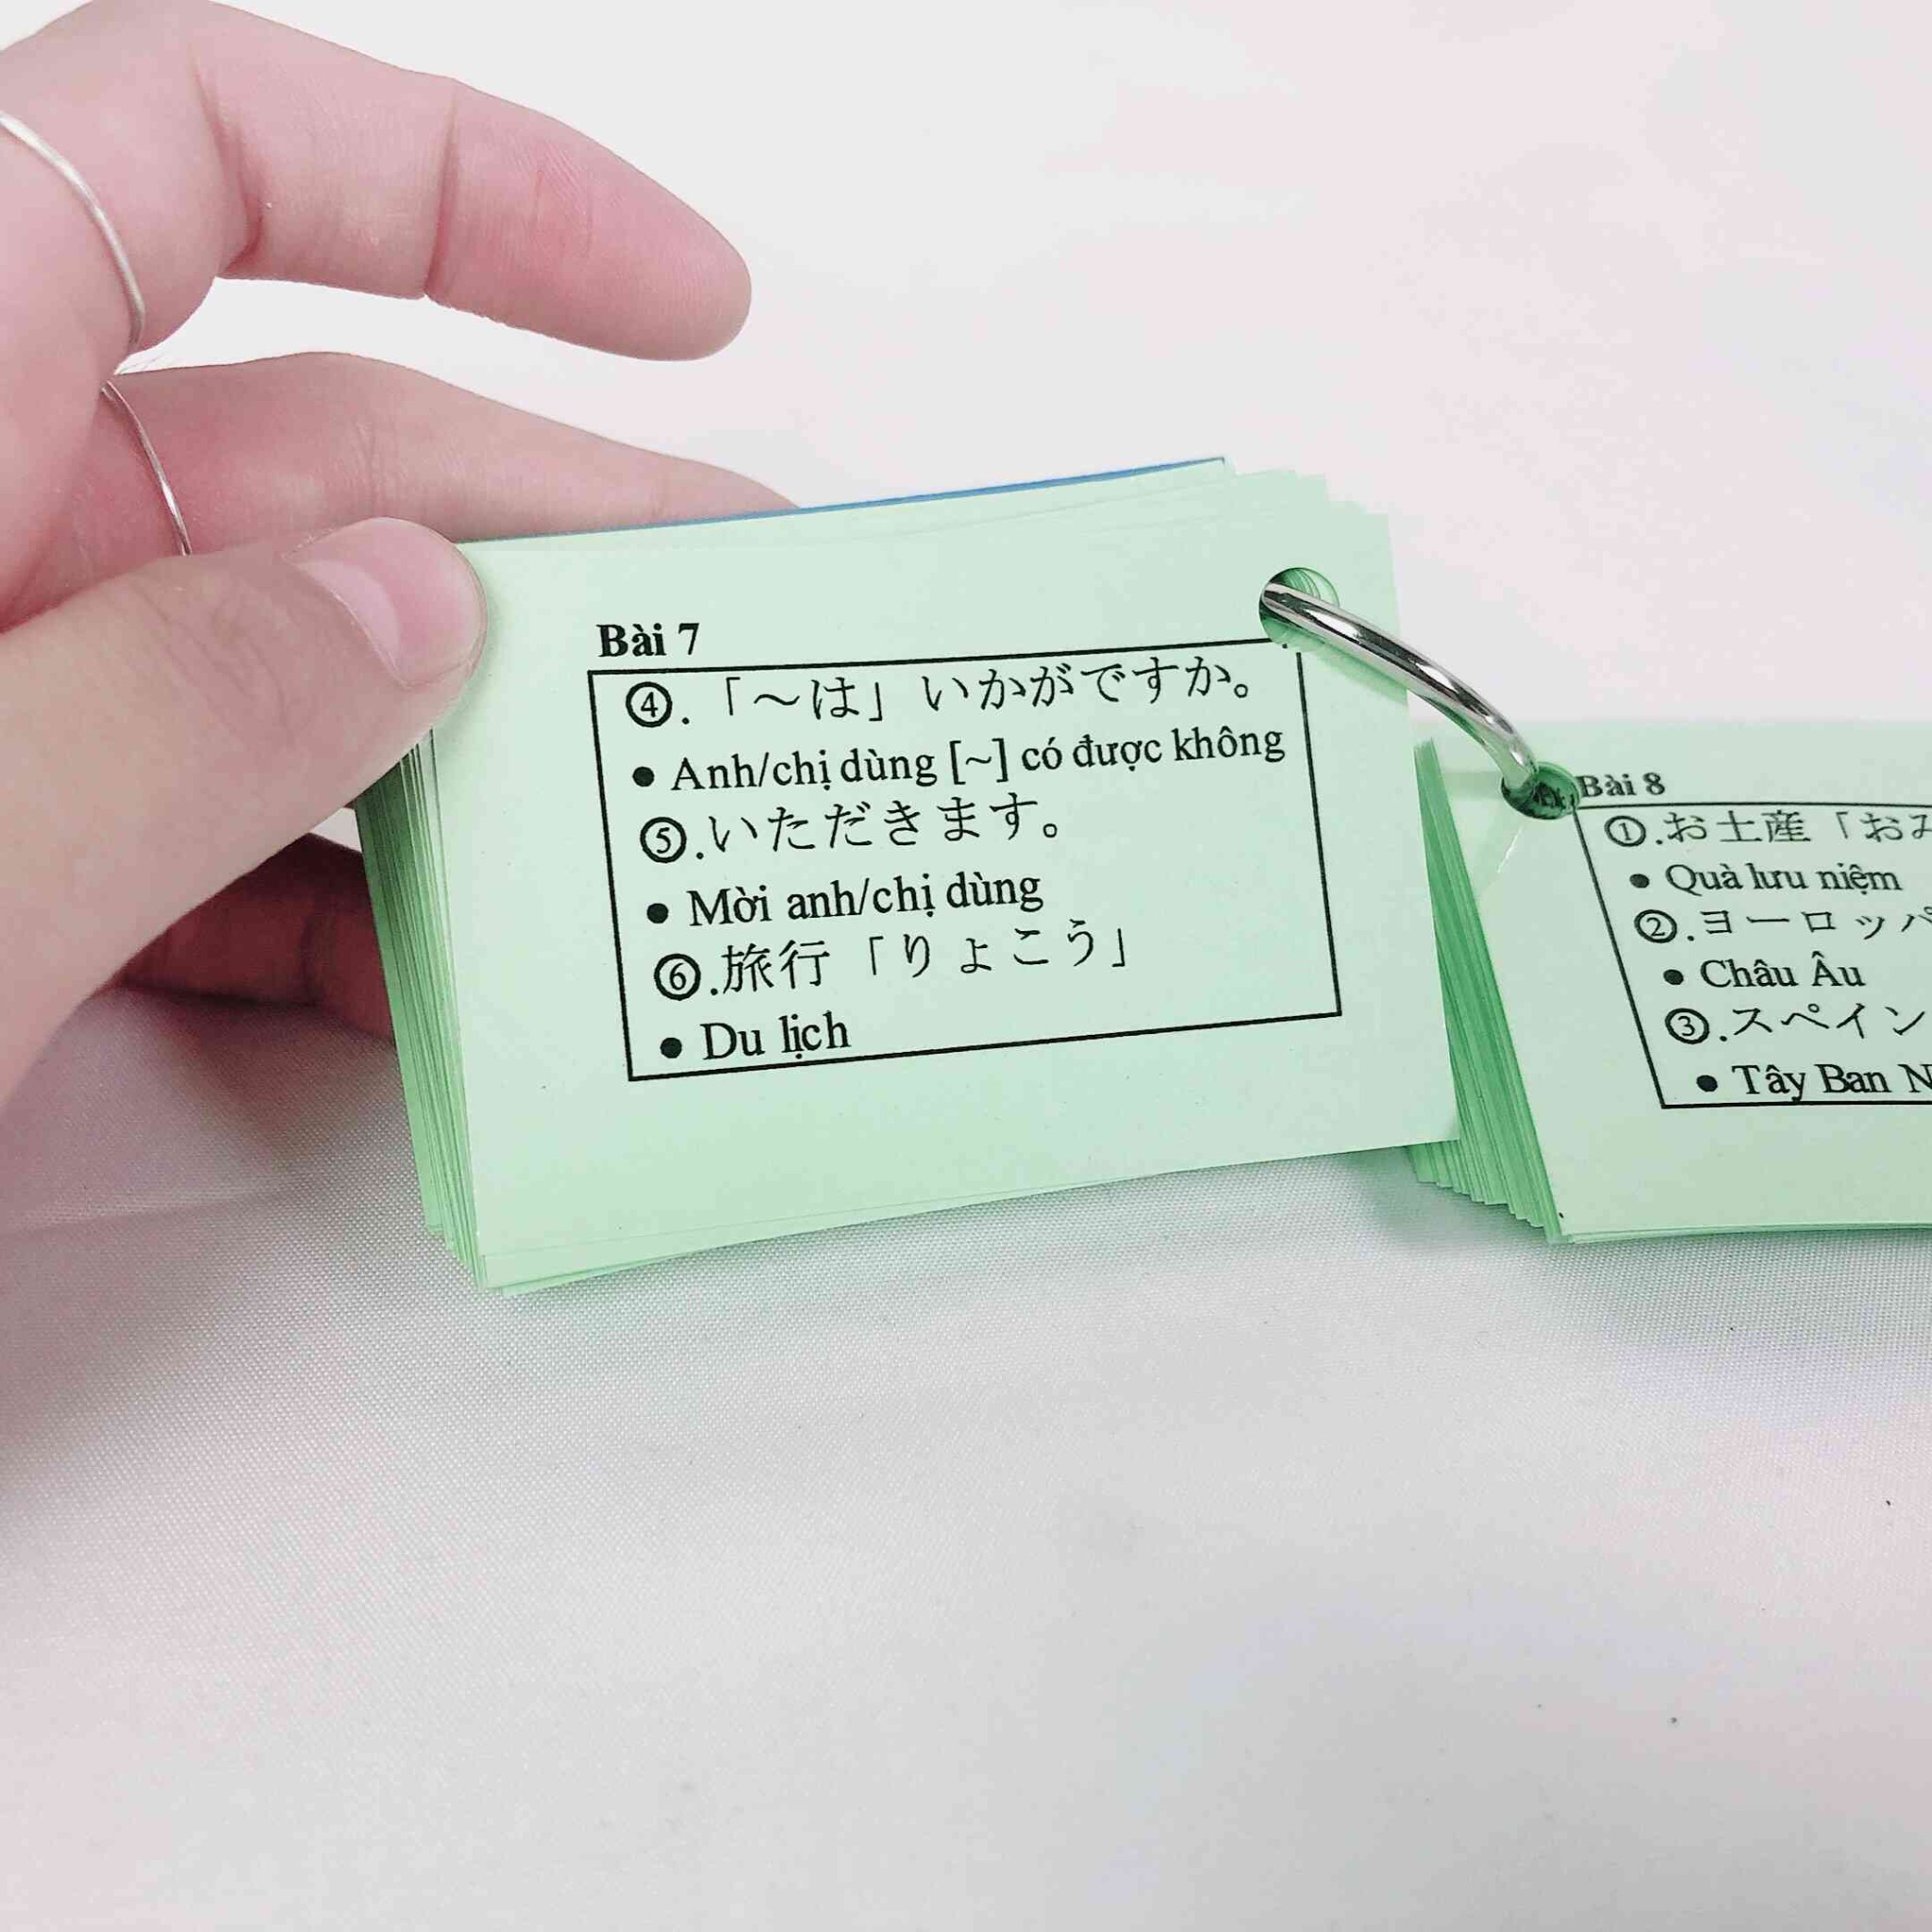 Bài 7
④.「～は」いかがですか。
• Anh/chị dùng [~] có được không
⑤.いただきます。
• Mời anh/chị dùng
⑥.旅行「りょこう」
• Du lịch
Bài 8
①.お土産「おみ
• Quà lưu niệm
②.ヨーロッパ
• Châu Âu
③.スペイン
• Tây Ban N